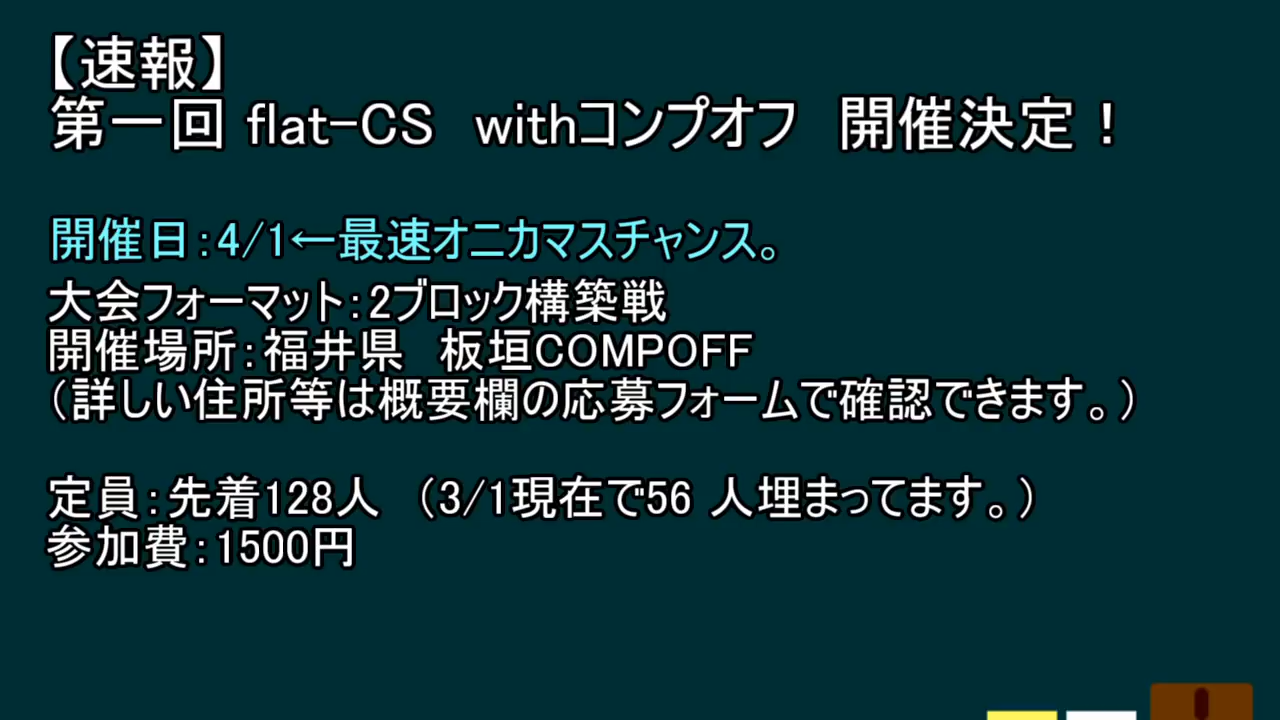 【速報】
第一回 flat-CS　withコンプオフ　開催決定！
開催日：4/1←最速オニカマスチャンス。
大会フォーマット：2ブロック構築戦
開催場所：福井県　板垣COMPOFF
（詳しい住所等は概要欄の応募フォームで確認できます。）
定員：先着128人　（3/1現在で56 人埋まってます。）
参加費：1500円